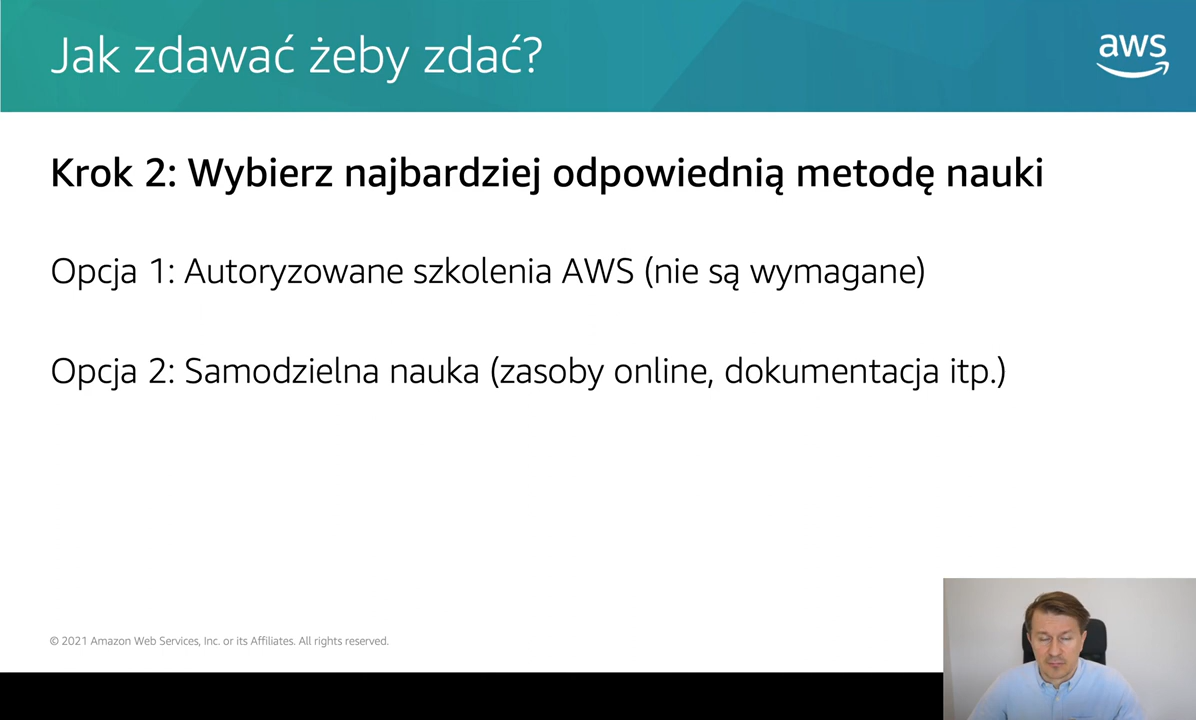 Jak zdawać żeby zdać?
aws
Krok 2: Wybierz najbardziej odpowiednią metodę nauki
Opcja 1: Autoryzowane szkolenia AWS (nie są wymagane)
Opcja 2: Samodzielna nauka (zasoby online, dokumentacja itp.)
© 2021 Amazon Web Services, Inc. or its Affiliates. All rights reserved.